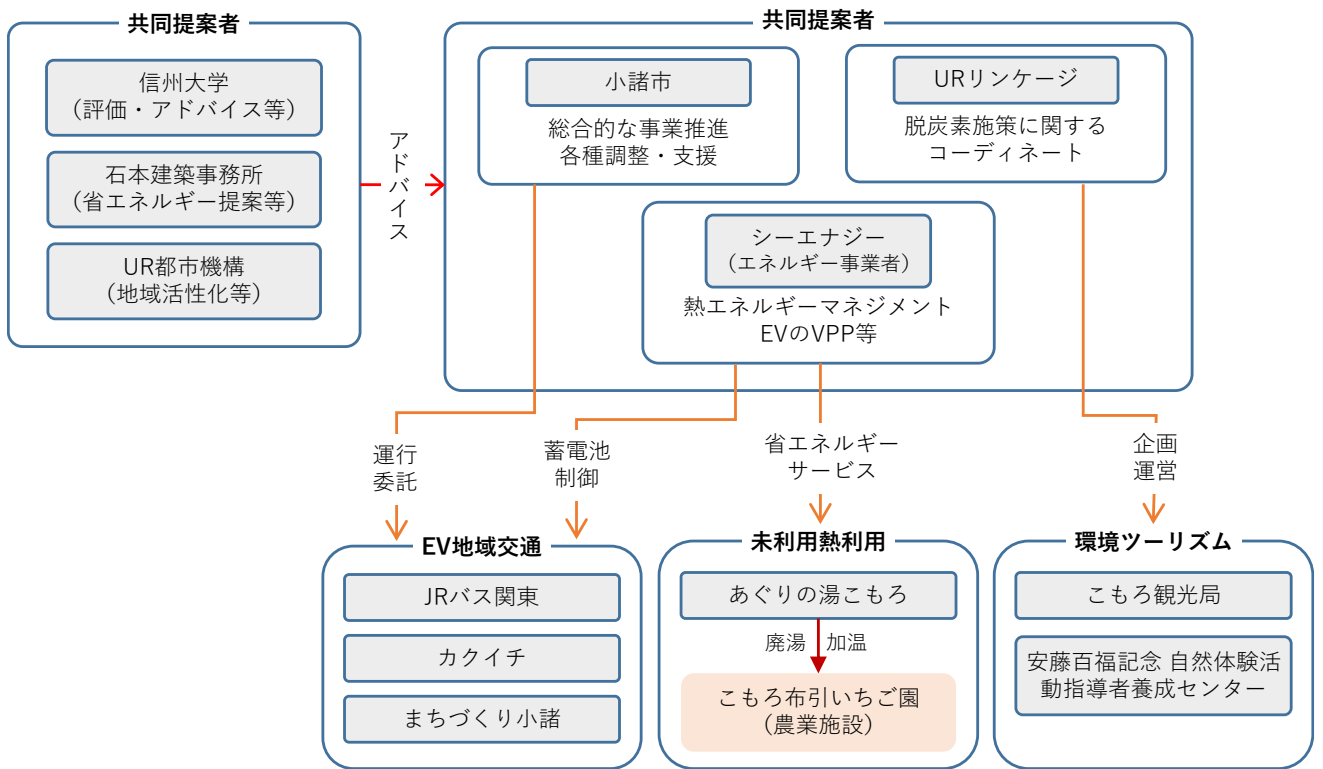 共同提案者
信州大学
（評価・アドバイス等）
石本建築事務所
（省エネルギー提案等）
UR都市機構
（地域活性化等）
アドバイス
共同提案者
小諸市
総合的な事業推進
各種調整・支援
URリンケージ
脱炭素施策に関する
コーディネート
シーエナジー
（エネルギー事業者）
熱エネルギーマネジメント
EVのVPP等
運行
委託
蓄電池
制御
省エネルギー
サービス
企画
運営
EV地域交通
JRバス関東
カクイチ
まちづくり小諸
未利用熱利用
あぐりの湯こもろ
廃湯 加温
こもろ布引いちご園
（農業施設）
環境ツーリズム
こもろ観光局
安藤百福記念 自然体験活
動指導者養成センター